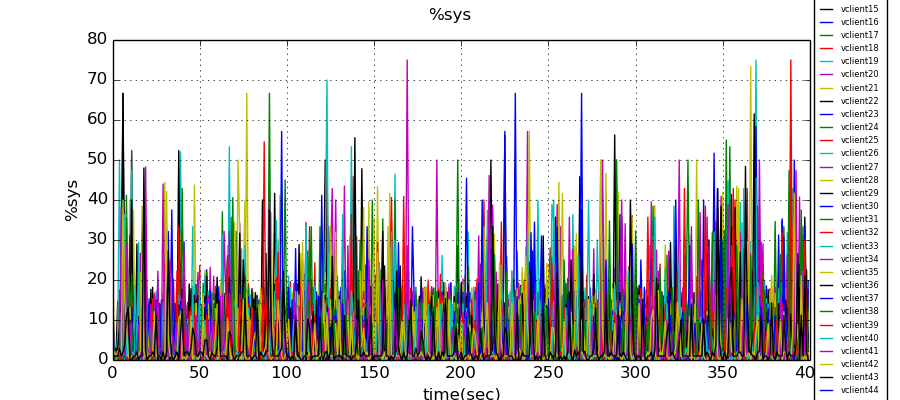 %sys
80
70
60
50
40
30
20
10
0
%sys
0 50 100 150 200 250 300 350 40
time(sec)
vclient15
vclient16
vclient17
vclient18
vclient19
vclient20
vclient21
vclient22
vclient23
vclient24
vclient25
vclient26
vclient27
vclient28
vclient29
vclient30
vclient31
vclient32
vclient33
vclient34
vclient35
vclient36
vclient37
vclient38
vclient39
vclient40
vclient41
vclient42
vclient43
vclient44